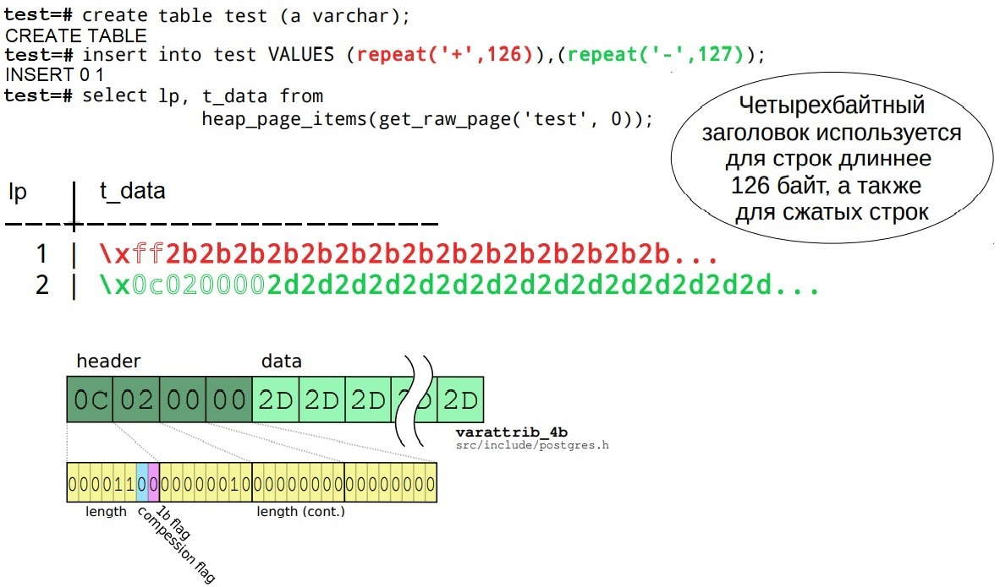 test=# create table test (a varchar);
CREATE TABLE
test=# insert into test VALUES (repeat('+',126)),(repeat('-',127));
INSERT 0 1
test=# select lp, t_data from
heap_page_items(get_raw_page('test', 0));
Четырехбайтный
заголовок используется
для строк длиннее
126 байт, а также
для сжатых строк
lp | t_data
1 | \xff2b2b2b2b2b2b2b2b2b2b2b2b2b2b2b...
2 | \x0c0200002d2d2d2d2d2d2d2d2d2d2d2d2d2d2d...
header data
0C 02 00 00 2D 2D 2D 2D 2D
varattrib_4b
src/include/postgres.h
00001100 00000010 00000000 00000000
length compession flag 1b flag length (cont.)